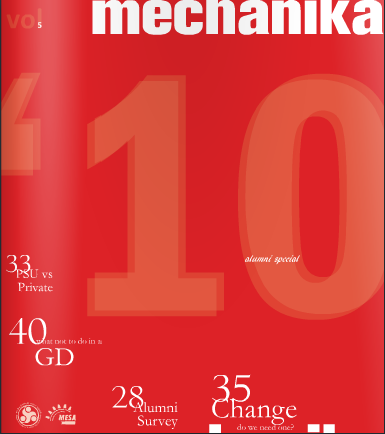 vol
5
mechanika
'10
alumni special
33
PSU vs
Private
40
what not to do in a
GD
28
Alumni
Survey
35
Change
do we need one?
MESA